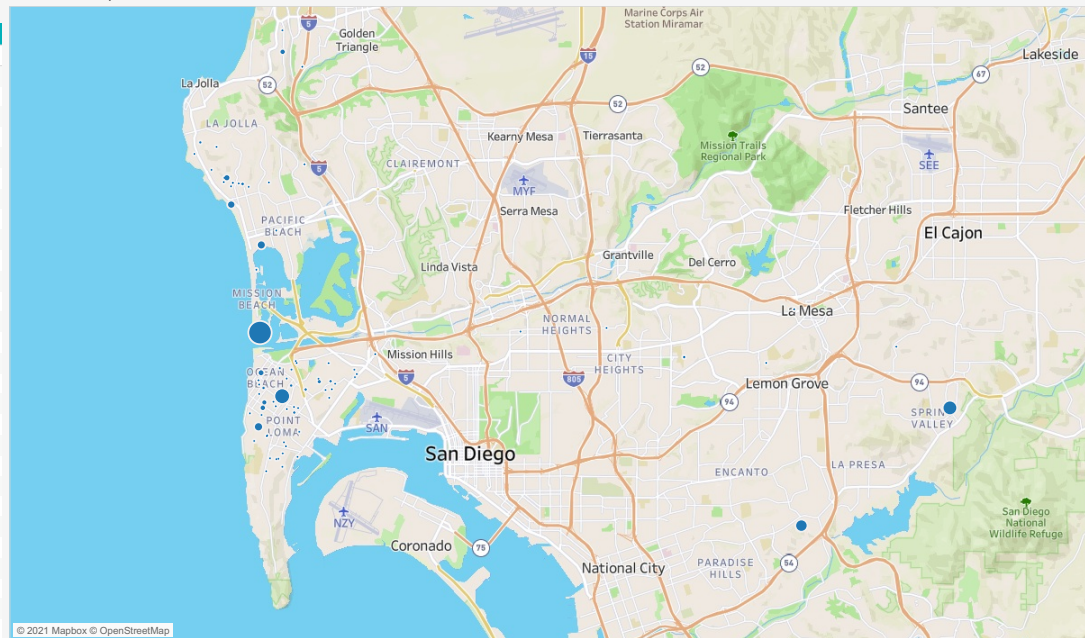 Marine Corps Air
Station Miramar
5
Golden
Triangle
15
52
Lakeside
67
La Jolla
52
52
Santee
LA JOLLA
Kearny Mesa
Tierrasanta
Mission Trails
Regional Park
CLAIREMONT
5
SEE
MYF
Serra Mesa
Fletcher Hills
PACIFIC
BEACH
El Cajon
Grantville
Del Cerro
Linda Vista
MISSION
BEACH
La Mesa
NORMAL
HEIGHTS
Mission Hills
CITY
HEIGHTS
OCEAN
BEACH
5
805
Lemon Grove
94
94
SPRING
VALLEY
POINT
LOMA
SAN
San Diego
ENCANTO
LA PRESA
NZY
San Diego
National
Wildlife Refuge
Coronado
75
National City
PARADISE
HILLS
54
© 2021 Mapbox © OpenStreetMap